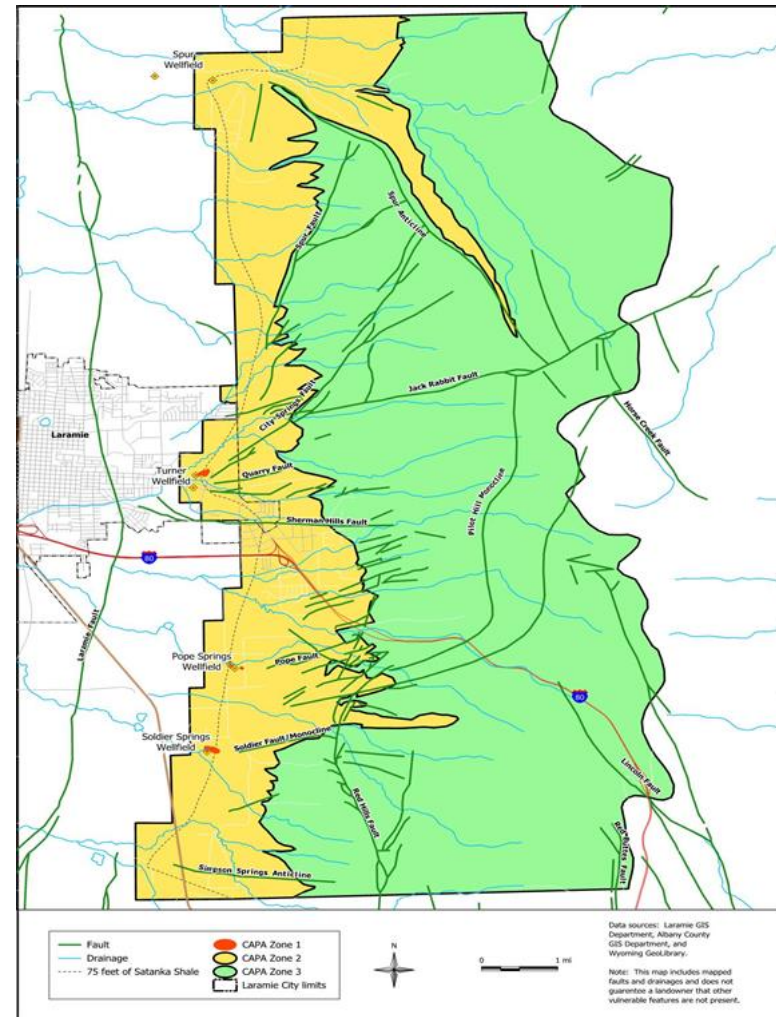 Spur
Wellfield
Spur Anticline
Spur Fault
Jack Rabbit Fault
City Springs Fault
Horse Creek Fault
Laramie
Turner
Wellfield
Quarry Fault
Pilot Hill Monocline
Sherman Hills Fault
80
Laramie Fault
Pope Springs
Wellfield
Pope Fault
80
Soldier Springs
Wellfield
Soldier Fault/Monocline
Lincoln Fault
Red Hills Fault
Red Buttes Fault
Simpson Springs Anticline
Fault
Drainage
75 feet of Satanka Shale
CAPA Zone 1
CAPA Zone 2
CAPA Zone 3
Laramie City limits
N
0 1 mi
Data sources: Laramie GIS
Department, Albany County
GIS Department, and
Wyoming GeoLibrary.
Note: This map includes mapped
faults and drainages and does not
guarentee a landowner that other
vulnerable features are not present.